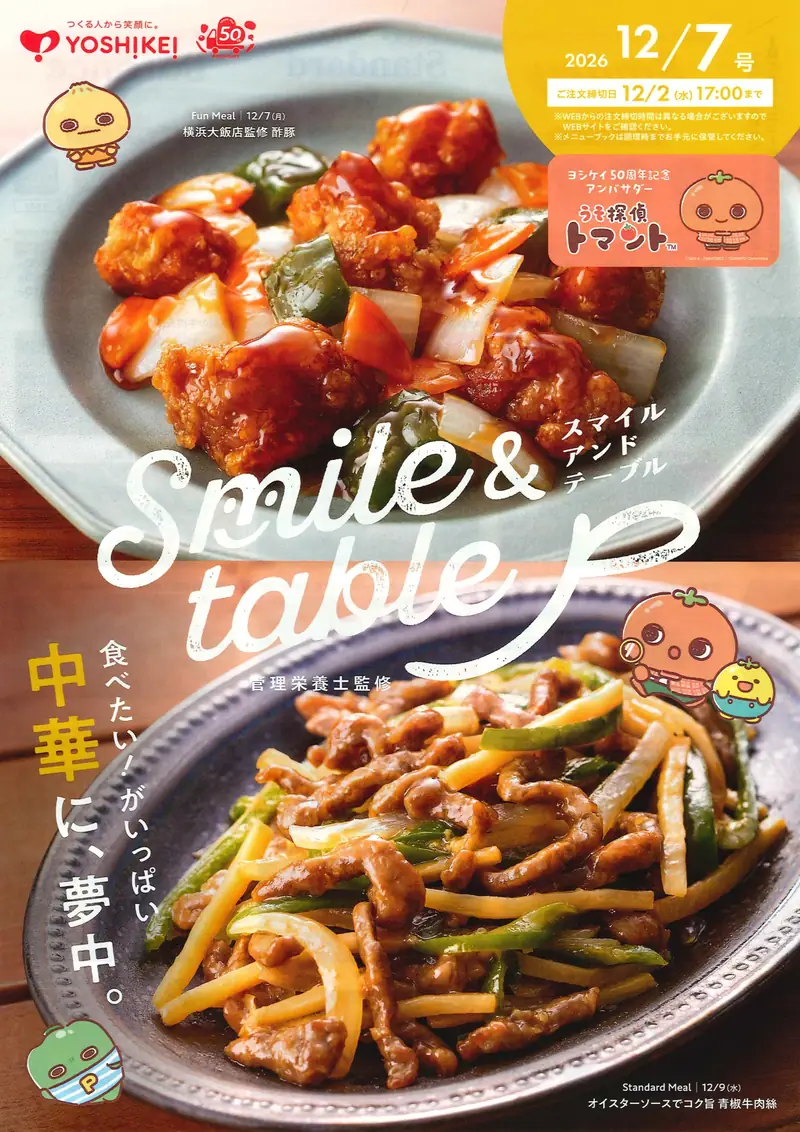 つくる人から笑顔に。
YOSHIKEI
50
2026 12/7号
ご注文締切日 12/2(水) 17:00まで
※WEBからの注文締切時間は異なる場合がございますので
WEBサイトをご確認ください。
※メニューブックは調理時までお手元に保管してください。
Fun Meal | 12/7(月)
横浜大飯店監修 酢豚
ヨシケイ50周年記念
アンバサダー
うそ探偵
トマント™
Smile &
table
スマイル
アンド
テーブル
管理栄養士監修
食べたい!がいっぱい
中華に、夢中。
P
Standard Meal | 12/9(水)
オイスターソースでコク旨 青椒牛肉絲